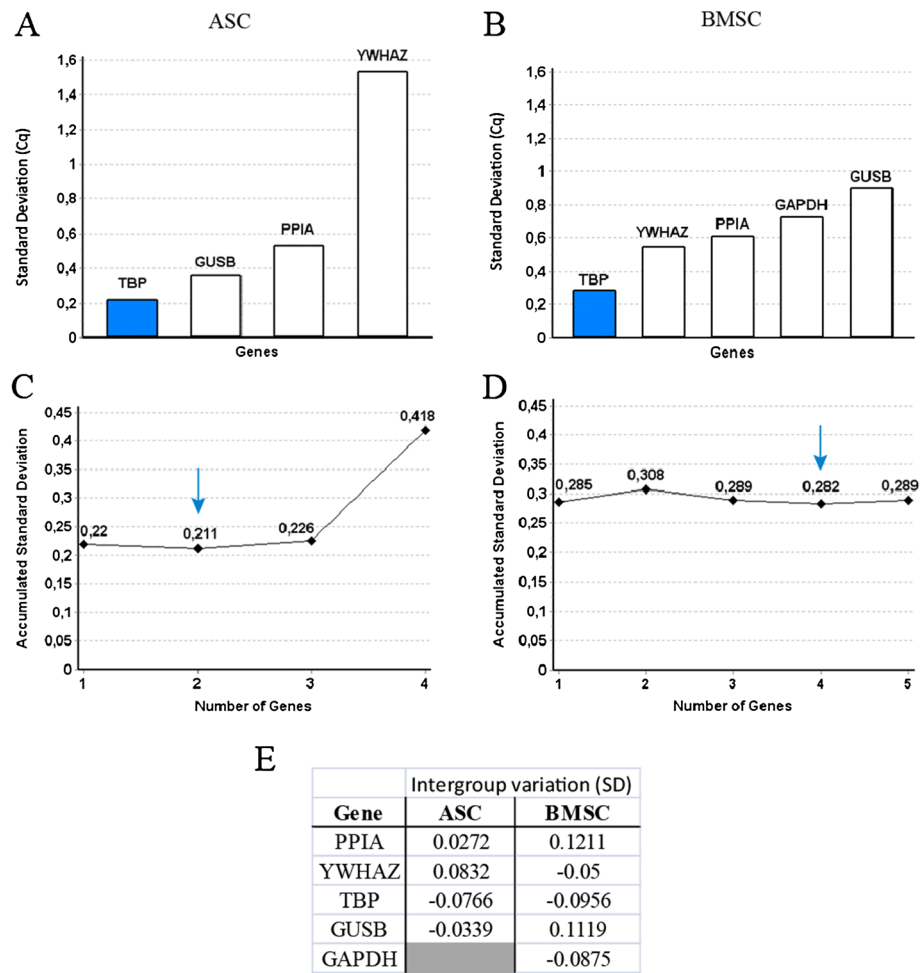 A
ASC
Standard Deviation (Cq)
1,6
1,4
1,2
1
0,8
0,6
0,4
0,2
0
TBP
GUSB
PPIA
YWHAZ
Genes
B
BMSC
Standard Deviation (Cq)
1,6
1,4
1,2
1
0,8
0,6
0,4
0,2
0
TBP
YWHAZ
PPIA
GAPDH
GUSB
Genes
C
Accumulated Standard Deviation
0,45
0,4
0,35
0,3
0,25
0,2
0,15
0,1
0,05
0
0,22
0,211
0,226
0,418
1 2 3 4
Number of Genes
D
Accumulated Standard Deviation
0,45
0,4
0,35
0,3
0,25
0,2
0,15
0,1
0,05
0
0,285
0,308
0,289
0,282
0,289
1 2 3 4 5
Number of Genes
E
Intergroup variation (SD)
Gene ASC BMSC
PPIA 0.0272 0.1211
YWHAZ 0.0832 -0.05
TBP -0.0766 -0.0956
GUSB -0.0339 0.1119
GAPDH -0.0875